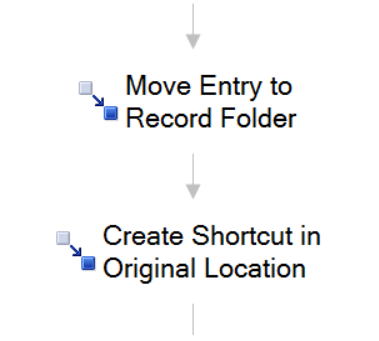 Move Entry to
Record Folder
Create Shortcut in
Original Location